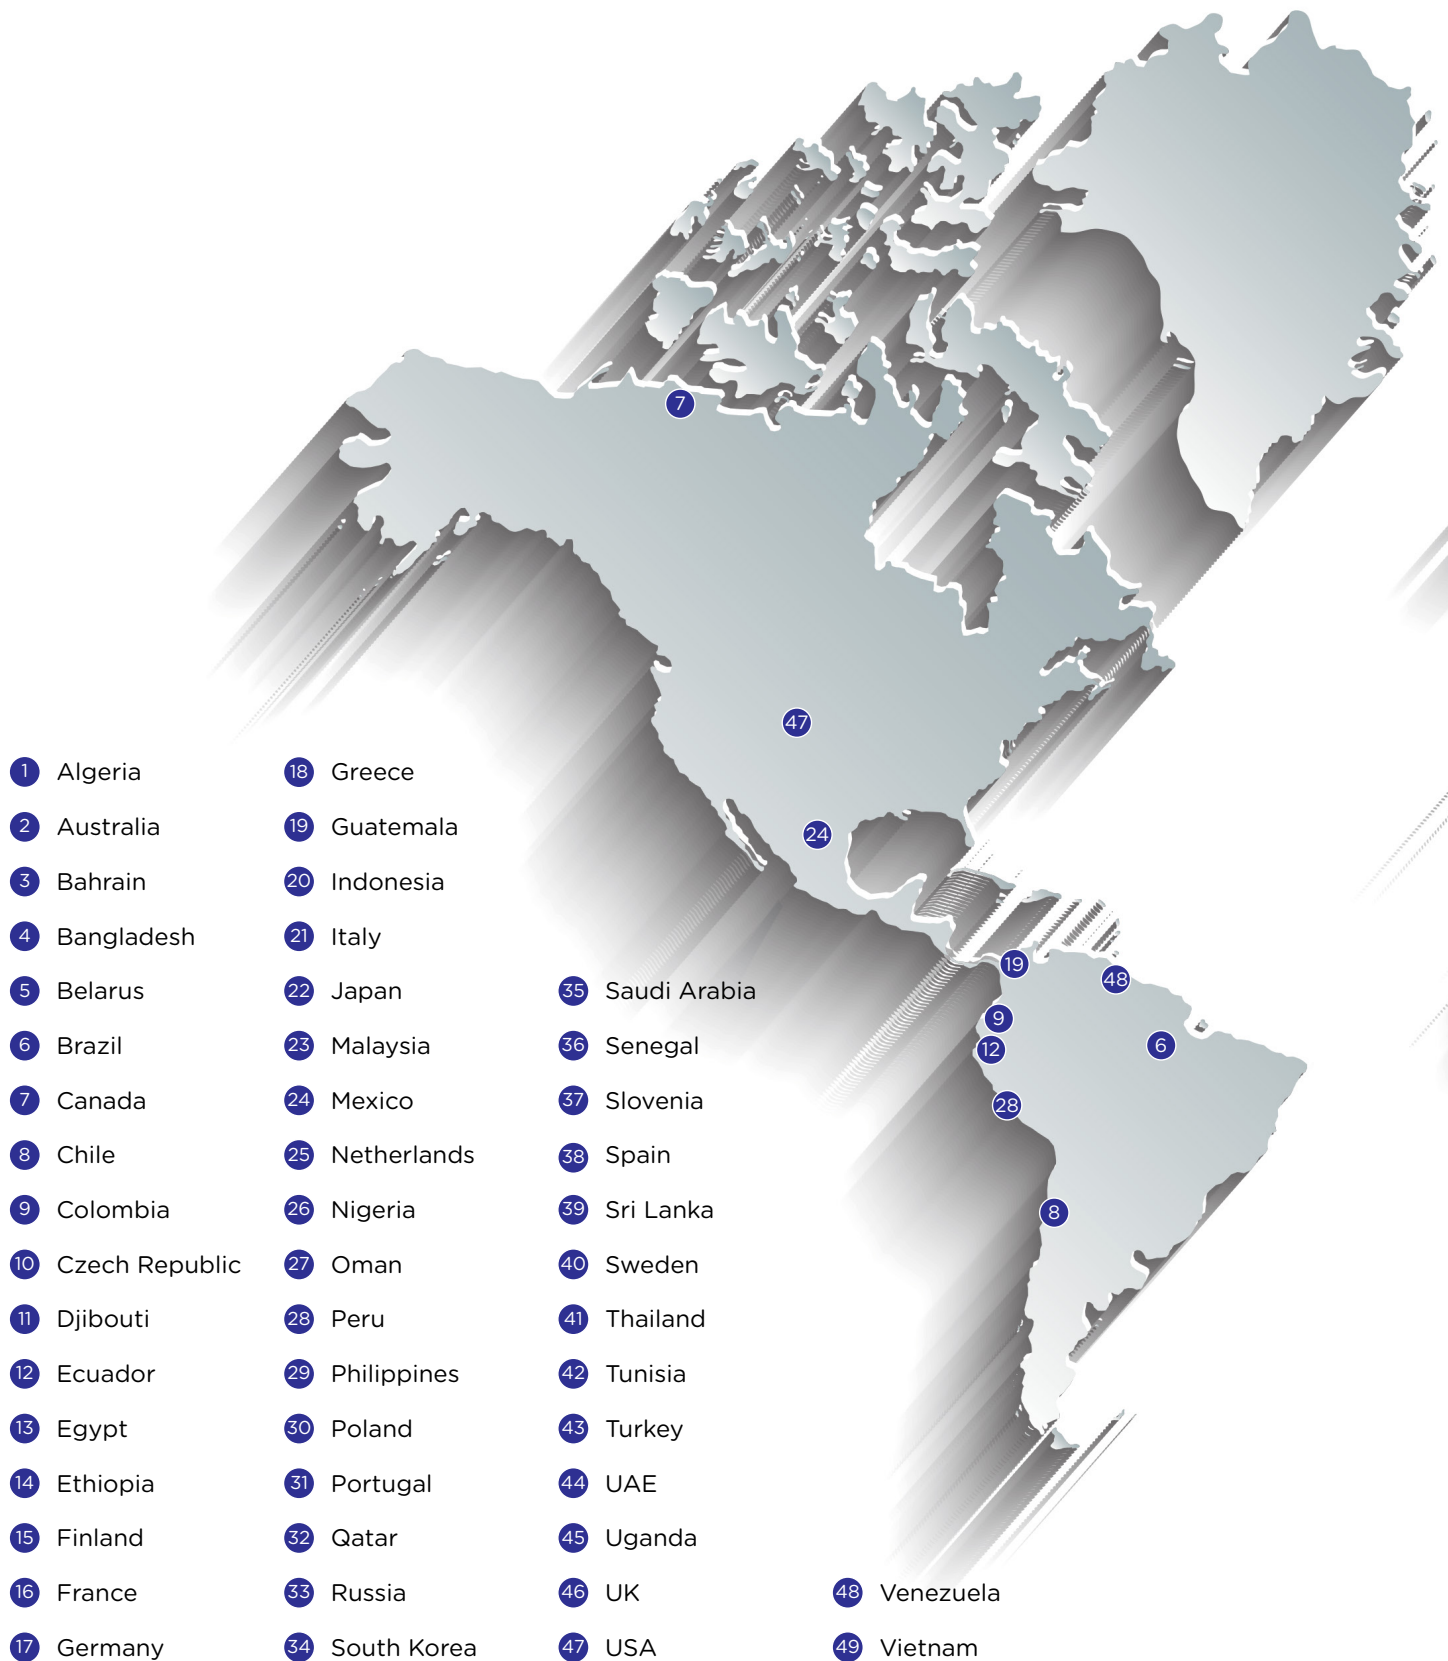 7
47
24
19
48
9
6
12
28
8
1 Algeria
2 Australia
3 Bahrain
4 Bangladesh
5 Belarus
6 Brazil
7 Canada
8 Chile
9 Colombia
10 Czech Republic
11 Djibouti
12 Ecuador
13 Egypt
14 Ethiopia
15 Finland
16 France
17 Germany
18 Greece
19 Guatemala
20 Indonesia
21 Italy
22 Japan
23 Malaysia
24 Mexico
25 Netherlands
26 Nigeria
27 Oman
28 Peru
29 Philippines
30 Poland
31 Portugal
32 Qatar
33 Russia
34 South Korea
35 Saudi Arabia
36 Senegal
37 Slovenia
38 Spain
39 Sri Lanka
40 Sweden
41 Thailand
42 Tunisia
43 Turkey
44 UAE
45 Uganda
46 UK
47 USA
48 Venezuela
49 Vietnam